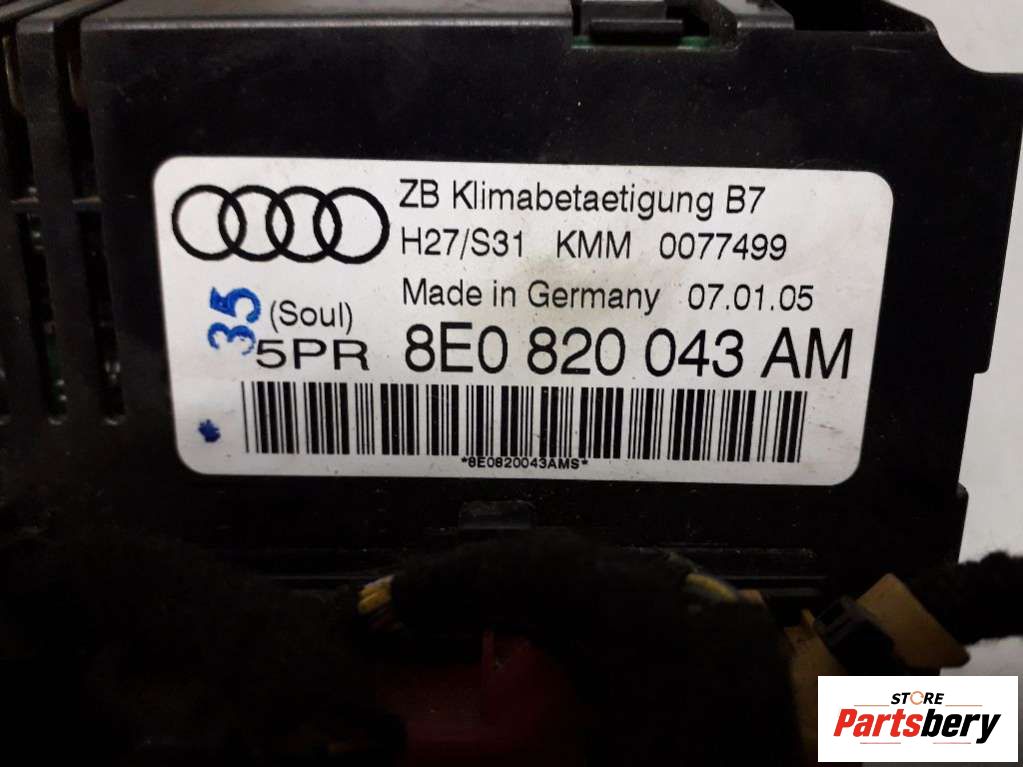 ZB Klimabetaetigung B7
H27/S31 KMM 0077499
Made in Germany 07.01.05
35
(Soul)
5PR 8E0 820 043 AM
*8E0820043AMS*
STORE
Partsbery